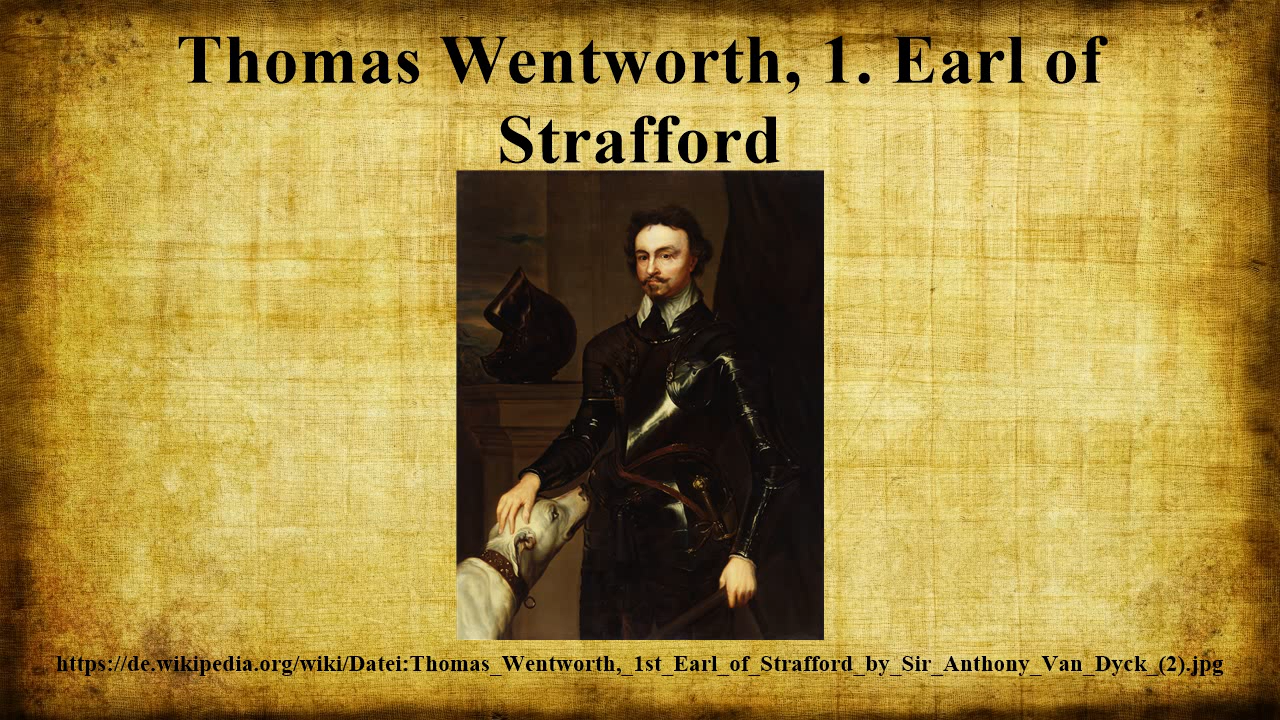 Thomas Wentworth, 1. Earl of
Strafford
https://de.wikipedia.org/wiki/Datei:Thomas_Wentworth,_1st_Earl_of_Strafford_by_Sir_Anthony_Van_Dyck_(2).jpg